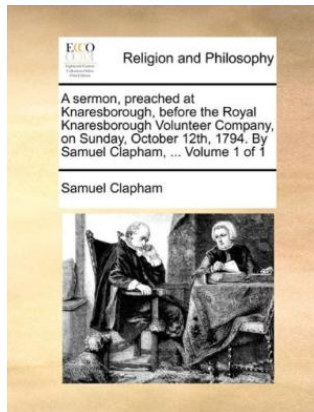 ECCO
Religion and Philosophy
A sermon, preached at
Knaresborough, before the Royal
Knaresborough Volunteer Company,
on Sunday, October 12th, 1794. By
Samuel Clapham, ... Volume 1 of 1
Samuel Clapham